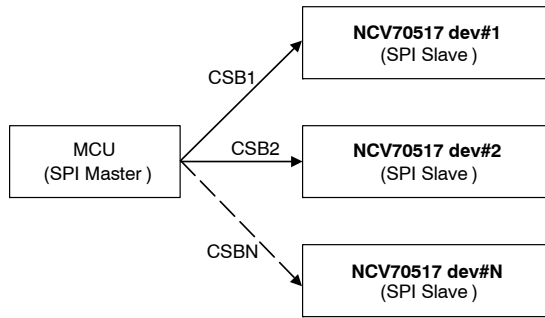 NCV70517 dev#1
(SPI Slave )
CSB1
MCU
(SPI Master )
CSB2
NCV70517 dev#2
(SPI Slave )
CSBN
NCV70517 dev#N
(SPI Slave )